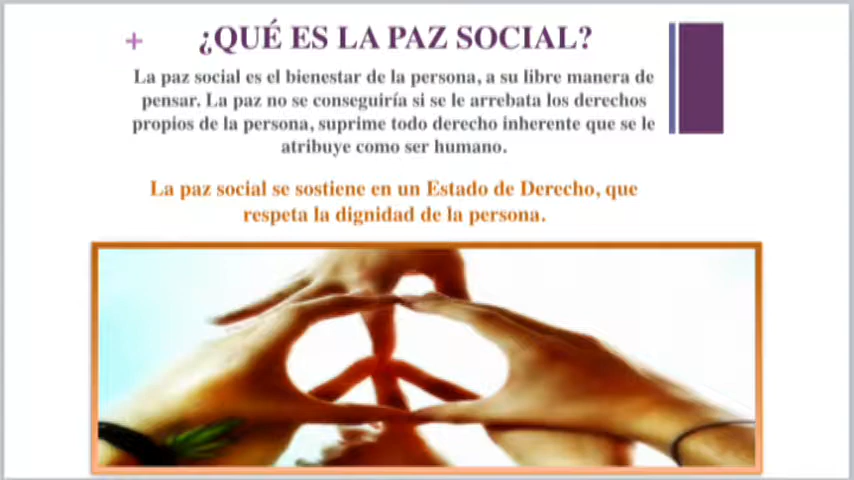 + ¿QUÉ ES LA PAZ SOCIAL?
La paz social es el bienestar de la persona, a su libre manera de
pensar. La paz no se conseguiría si se le arrebata los derechos
propios de la persona, suprime todo derecho inherente que se le
atribuye como ser humano.
La paz social se sostiene en un Estado de Derecho, que
respeta la dignidad de la persona.